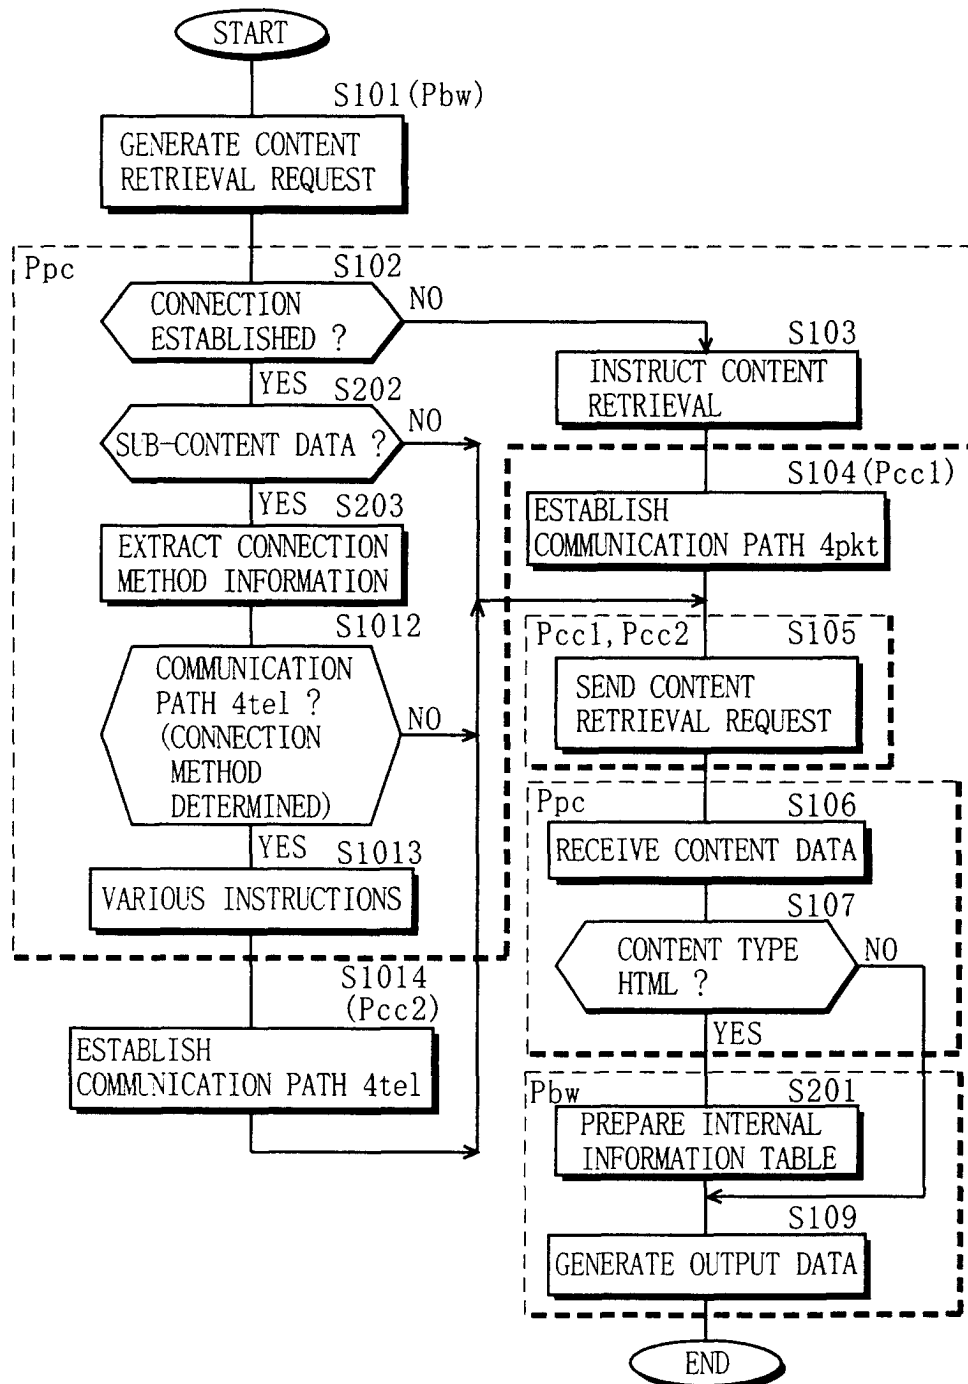 START
S101(Pbw)
GENERATE CONTENT
RETRIEVAL REQUEST
Ppc
S102
CONNECTION
ESTABLISHED ?
NO
YES
S202
SUB-CONTENT DATA ?
NO
YES
S203
EXTRACT CONNECTION
METHOD INFORMATION
S1012
COMMUNICATION
PATH 4tel ?
(CONNECTION
METHOD
DETERMINED)
NO
YES
S1013
VARIOUS INSTRUCTIONS
S1014
(Pcc2)
ESTABLISH
COMMUNICATION PATH 4tel
S103
INSTRUCT CONTENT
RETRIEVAL
S104(Pcc1)
ESTABLISH
COMMUNICATION PATH 4pkt
Pcc1,Pcc2
S105
SEND CONTENT
RETRIEVAL REQUEST
Ppc
S106
RECEIVE CONTENT DATA
S107
CONTENT TYPE
HTML ?
NO
YES
Pbw
S201
PREPARE INTERNAL
INFORMATION TABLE
S109
GENERATE OUTPUT DATA
END